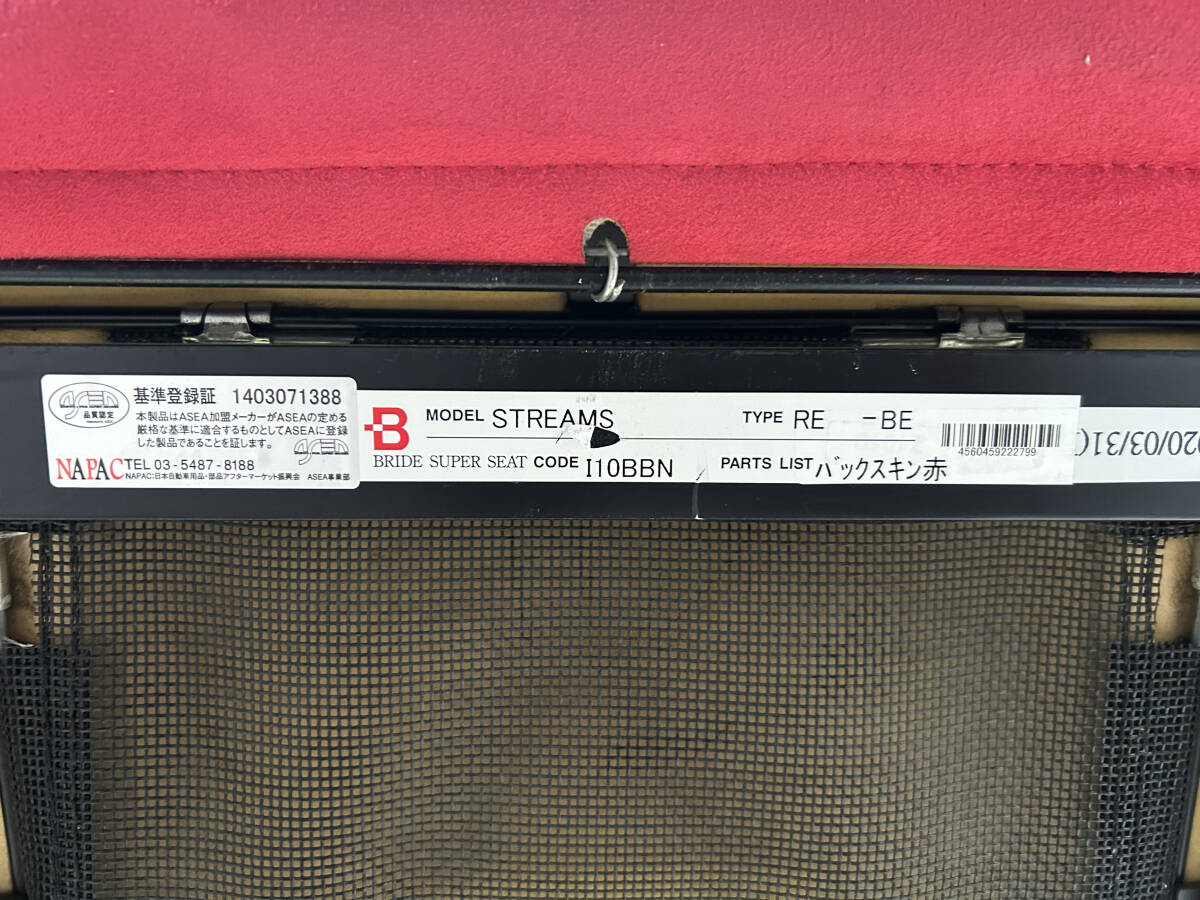 ASEA
品質認定
基準登録証 1403071388
本製品はASEA加盟メーカーがASEAの定める
厳格な基準に適合するものとしてASEAに登録
した製品であることを証します。
NAPAC TEL 03-5487-8188
NAPAC:日本自動車用品・部品アフターマーケット振興会 ASEA事業部
B
MODEL STREAMS TYPE RE -BE
BRIDE SUPER SEAT CODE I10BBN PARTS LIST バックスキン赤
4560459222799
20/03/31(